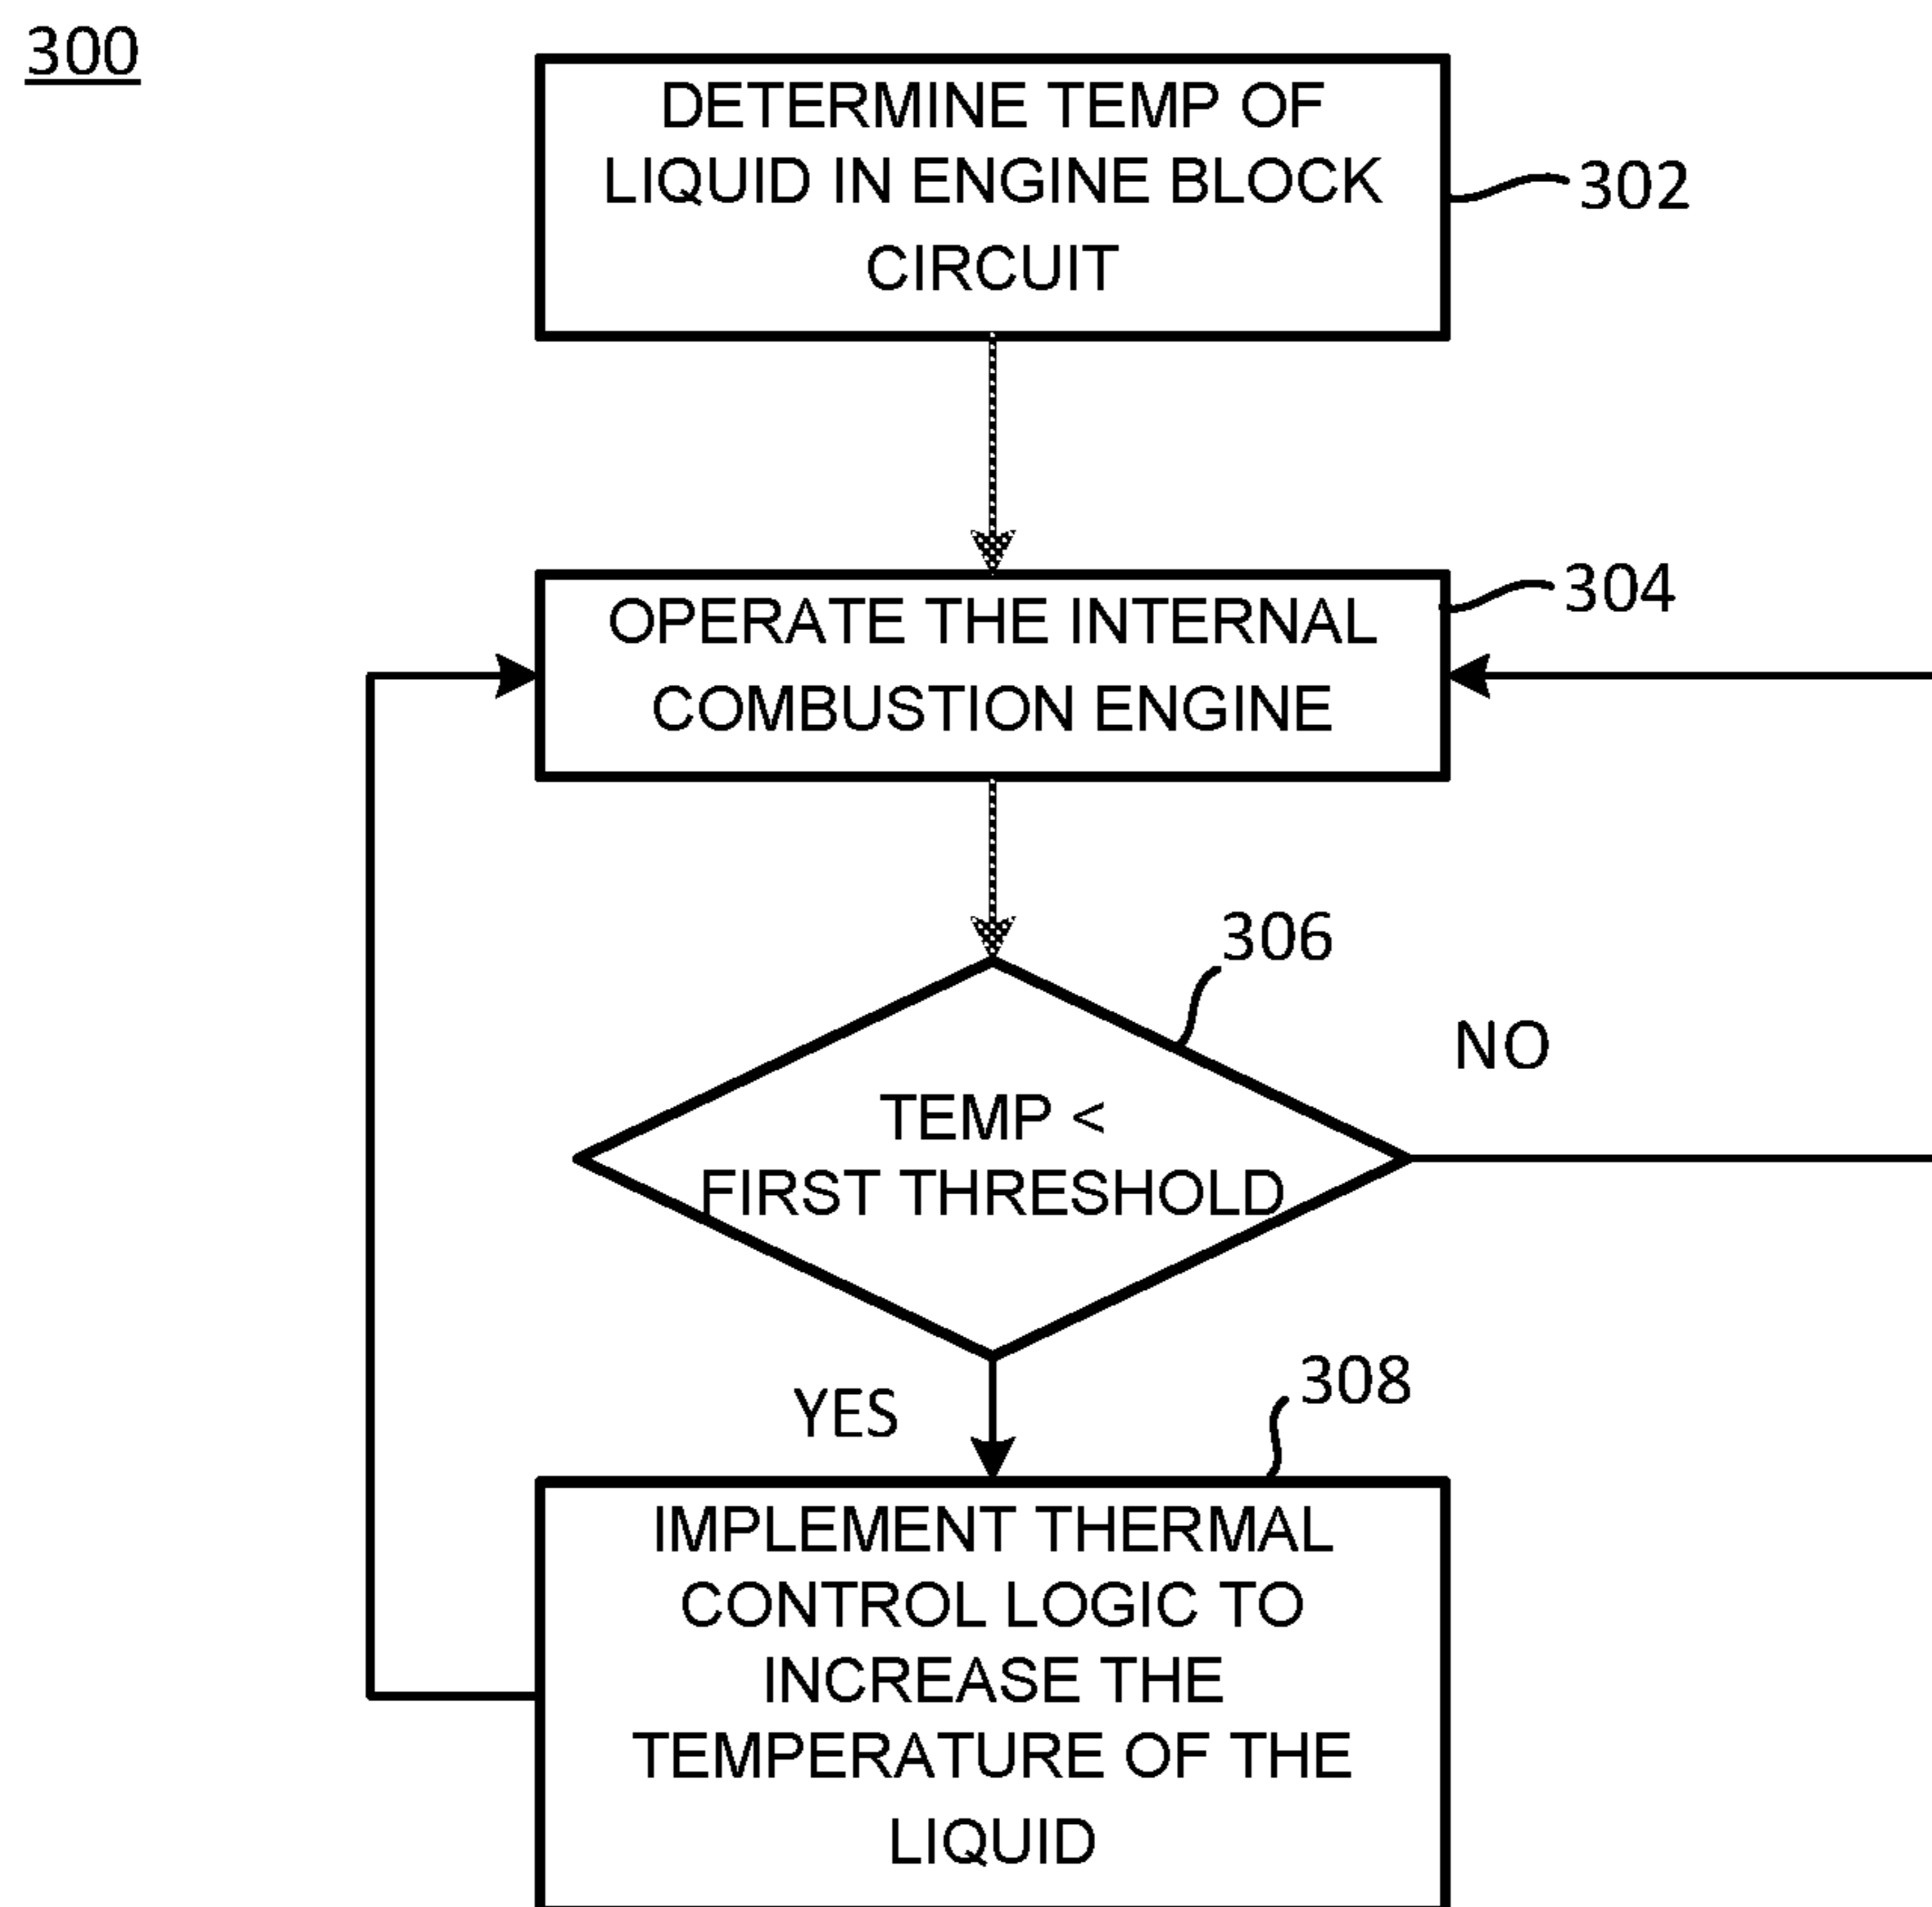 300
DETERMINE TEMP OF
LIQUID IN ENGINE BLOCK
CIRCUIT
302
OPERATE THE INTERNAL
COMBUSTION ENGINE
304
306
TEMP <
FIRST THRESHOLD
NO
YES
308
IMPLEMENT THERMAL
CONTROL LOGIC TO
INCREASE THE
TEMPERATURE OF THE
LIQUID